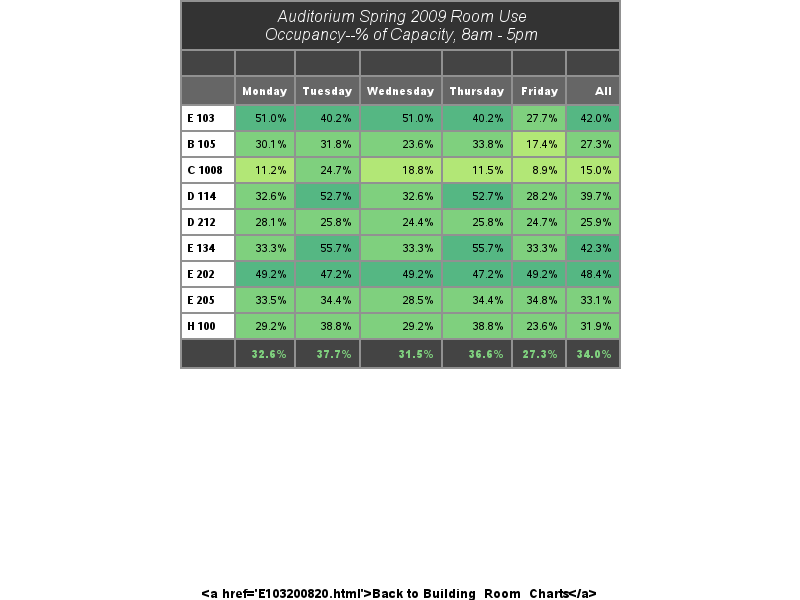 Auditorium Spring 2009 Room Use
Occupancy--% of Capacity, 8am - 5pm
Monday Tuesday Wednesday Thursday Friday All
E 103 51.0% 40.2% 51.0% 40.2% 27.7% 42.0%
B 105 30.1% 31.8% 23.6% 33.8% 17.4% 27.3%
C 1008 11.2% 24.7% 18.8% 11.5% 8.9% 15.0%
D 114 32.6% 52.7% 32.6% 52.7% 28.2% 39.7%
D 212 28.1% 25.8% 24.4% 25.8% 24.7% 25.9%
E 134 33.3% 55.7% 33.3% 55.7% 33.3% 42.3%
E 202 49.2% 47.2% 49.2% 47.2% 49.2% 48.4%
E 205 33.5% 34.4% 28.5% 34.4% 34.8% 33.1%
H 100 29.2% 38.8% 29.2% 38.8% 23.6% 31.9%
32.6% 37.7% 31.5% 36.6% 27.3% 34.0%
<a href='E103200820.html'>Back to Building_Room_Charts</a>